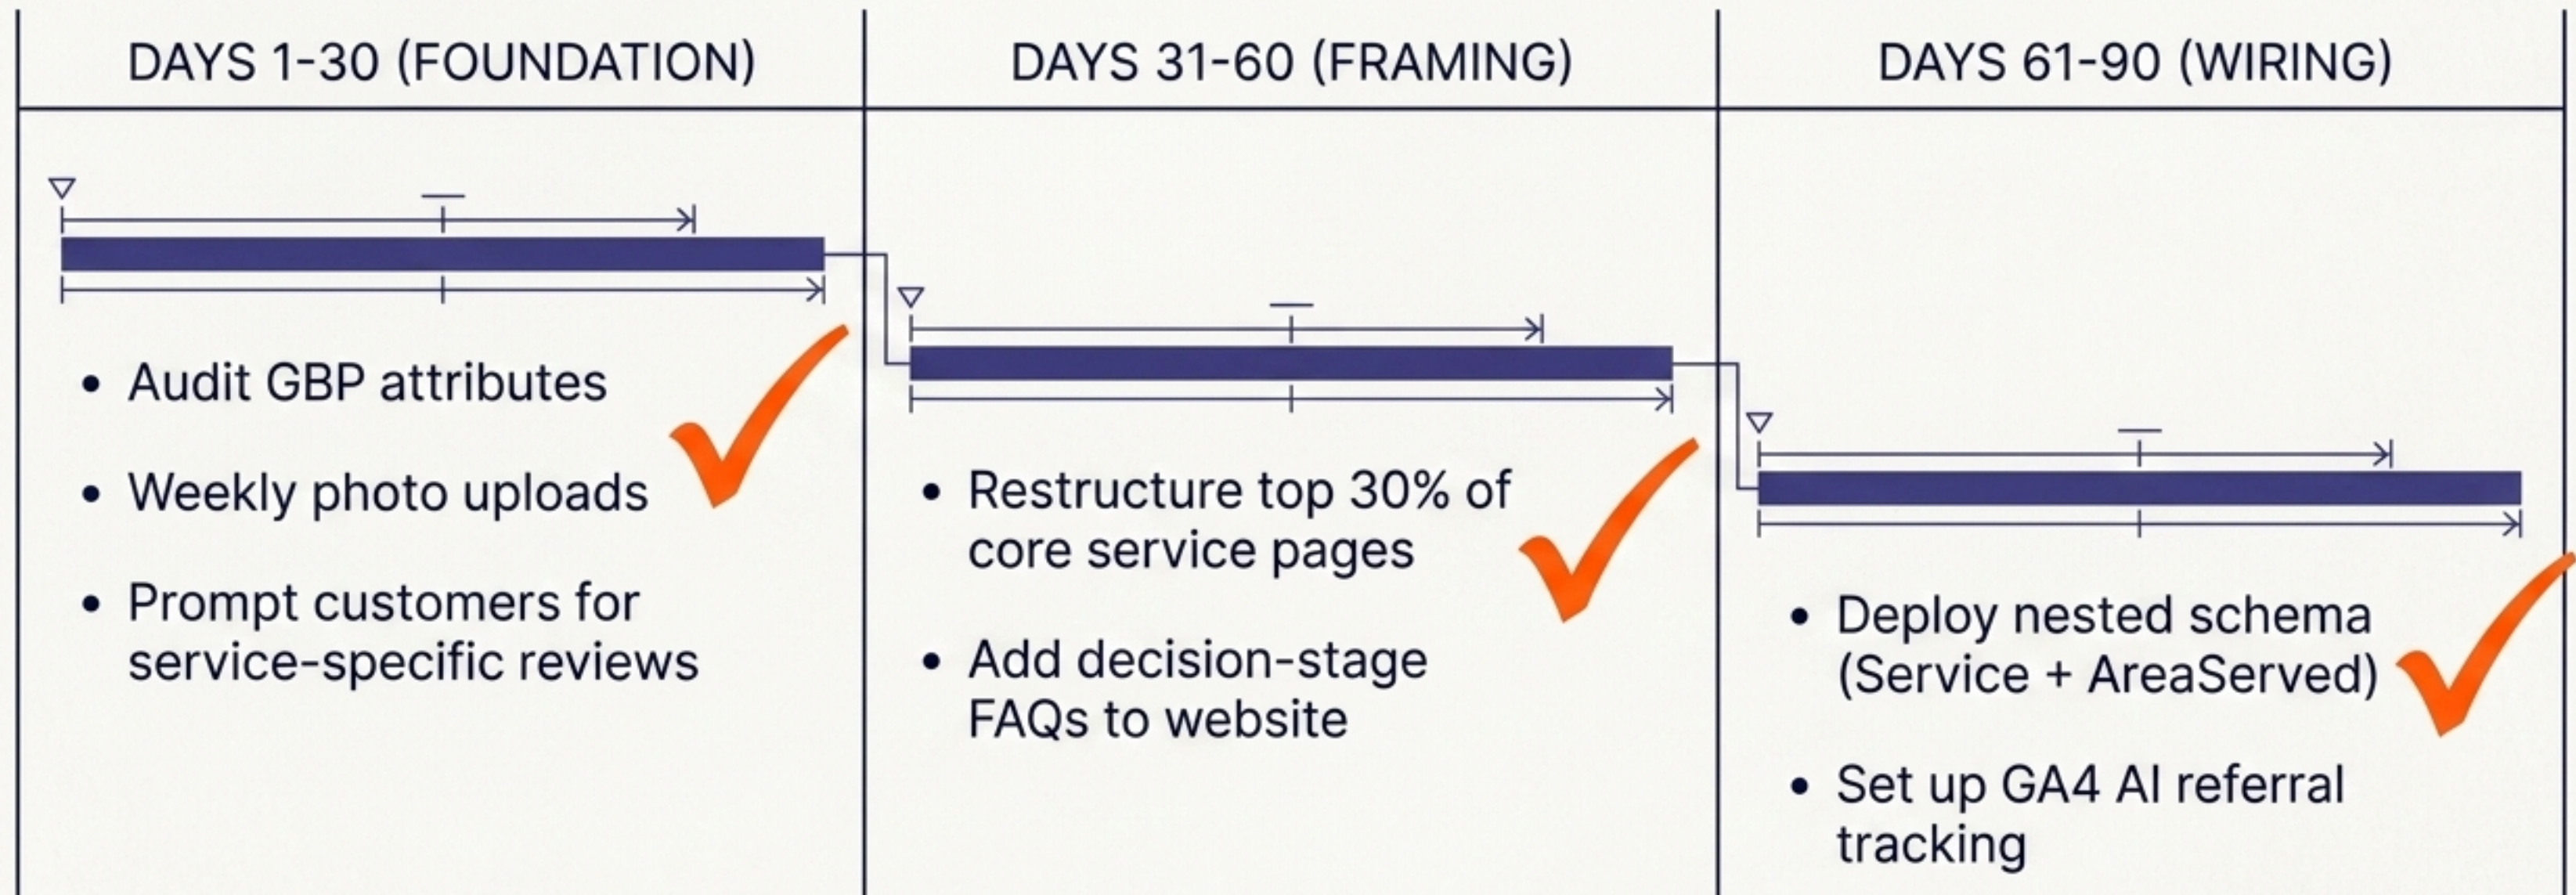 DAYS 1-30 (FOUNDATION)
• Audit GBP attributes
• Weekly photo uploads
• Prompt customers for
service-specific reviews
DAYS 31-60 (FRAMING)
• Restructure top 30% of
core service pages
• Add decision-stage
FAQs to website
DAYS 61-90 (WIRING)
• Deploy nested schema
(Service + AreaServed)
• Set up GA4 AI referral
tracking